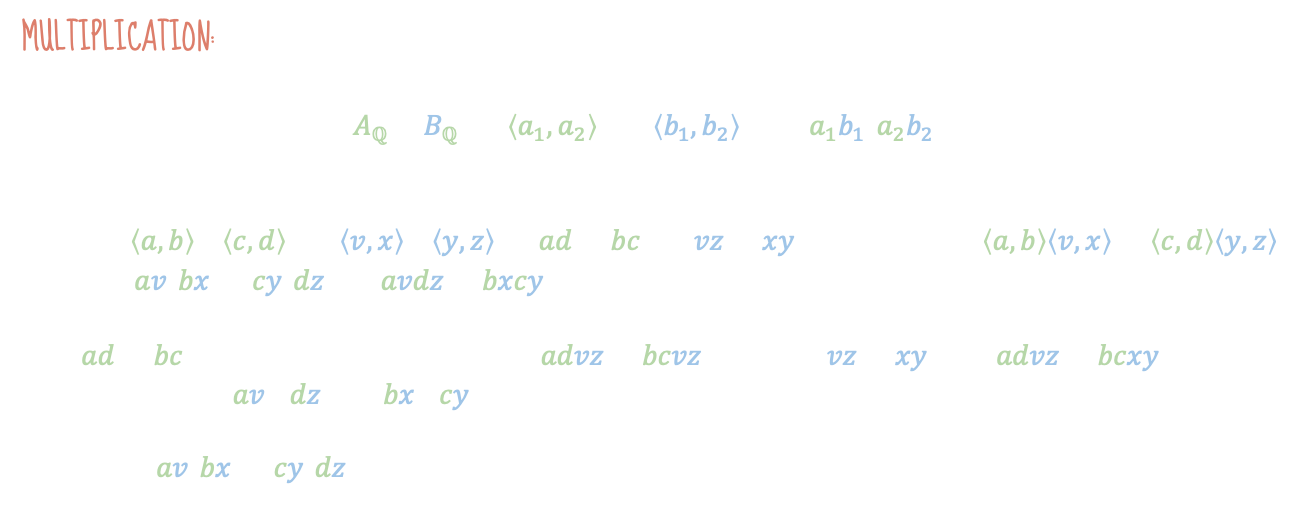 MULTIPLICATION:
A_ℚ B_ℚ ⟨a₁, a₂⟩ ⟨b₁, b₂⟩ a₁b₁ a₂b₂
⟨a, b⟩ ⟨c, d⟩ ⟨v, x⟩ ⟨y, z⟩ ad bc vz xy ⟨a, b⟩⟨v, x⟩ ⟨c, d⟩⟨y, z⟩
av bx cy dz avdz bxcy
ad bc advz bcvz vz xy advz bcxy
av dz bx cy
av bx cy dz